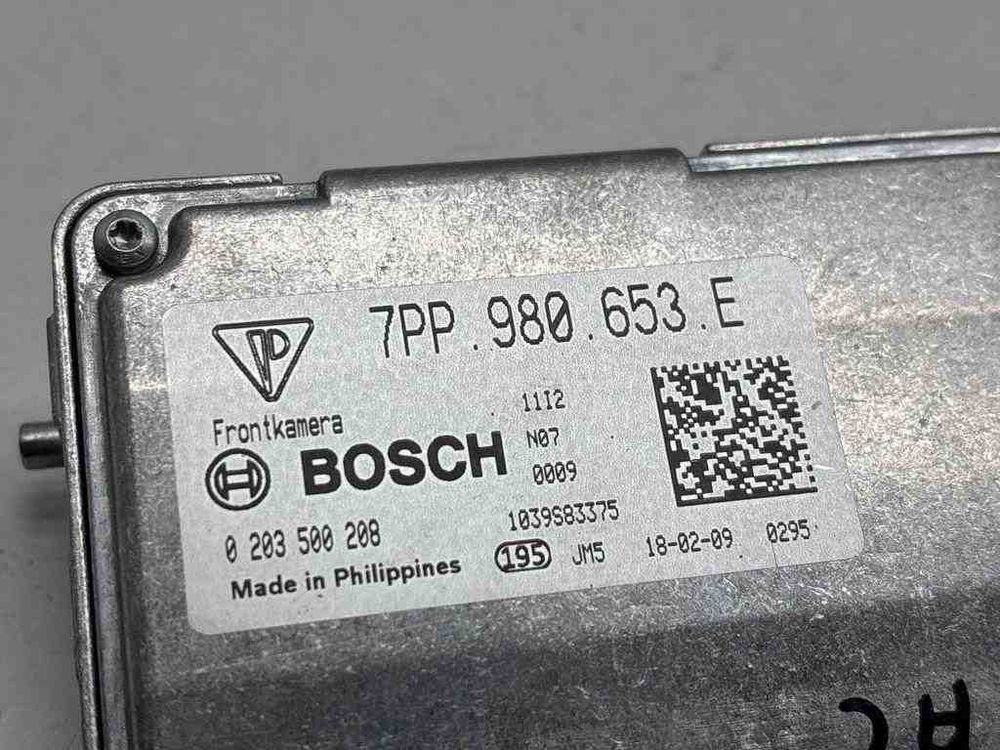 7PP.980.653.E
Frontkamera
11I2
N07
0009
BOSCH
1039S83375
0 203 500 208
195 JM5 18-02-09 0295
Made in Philippines